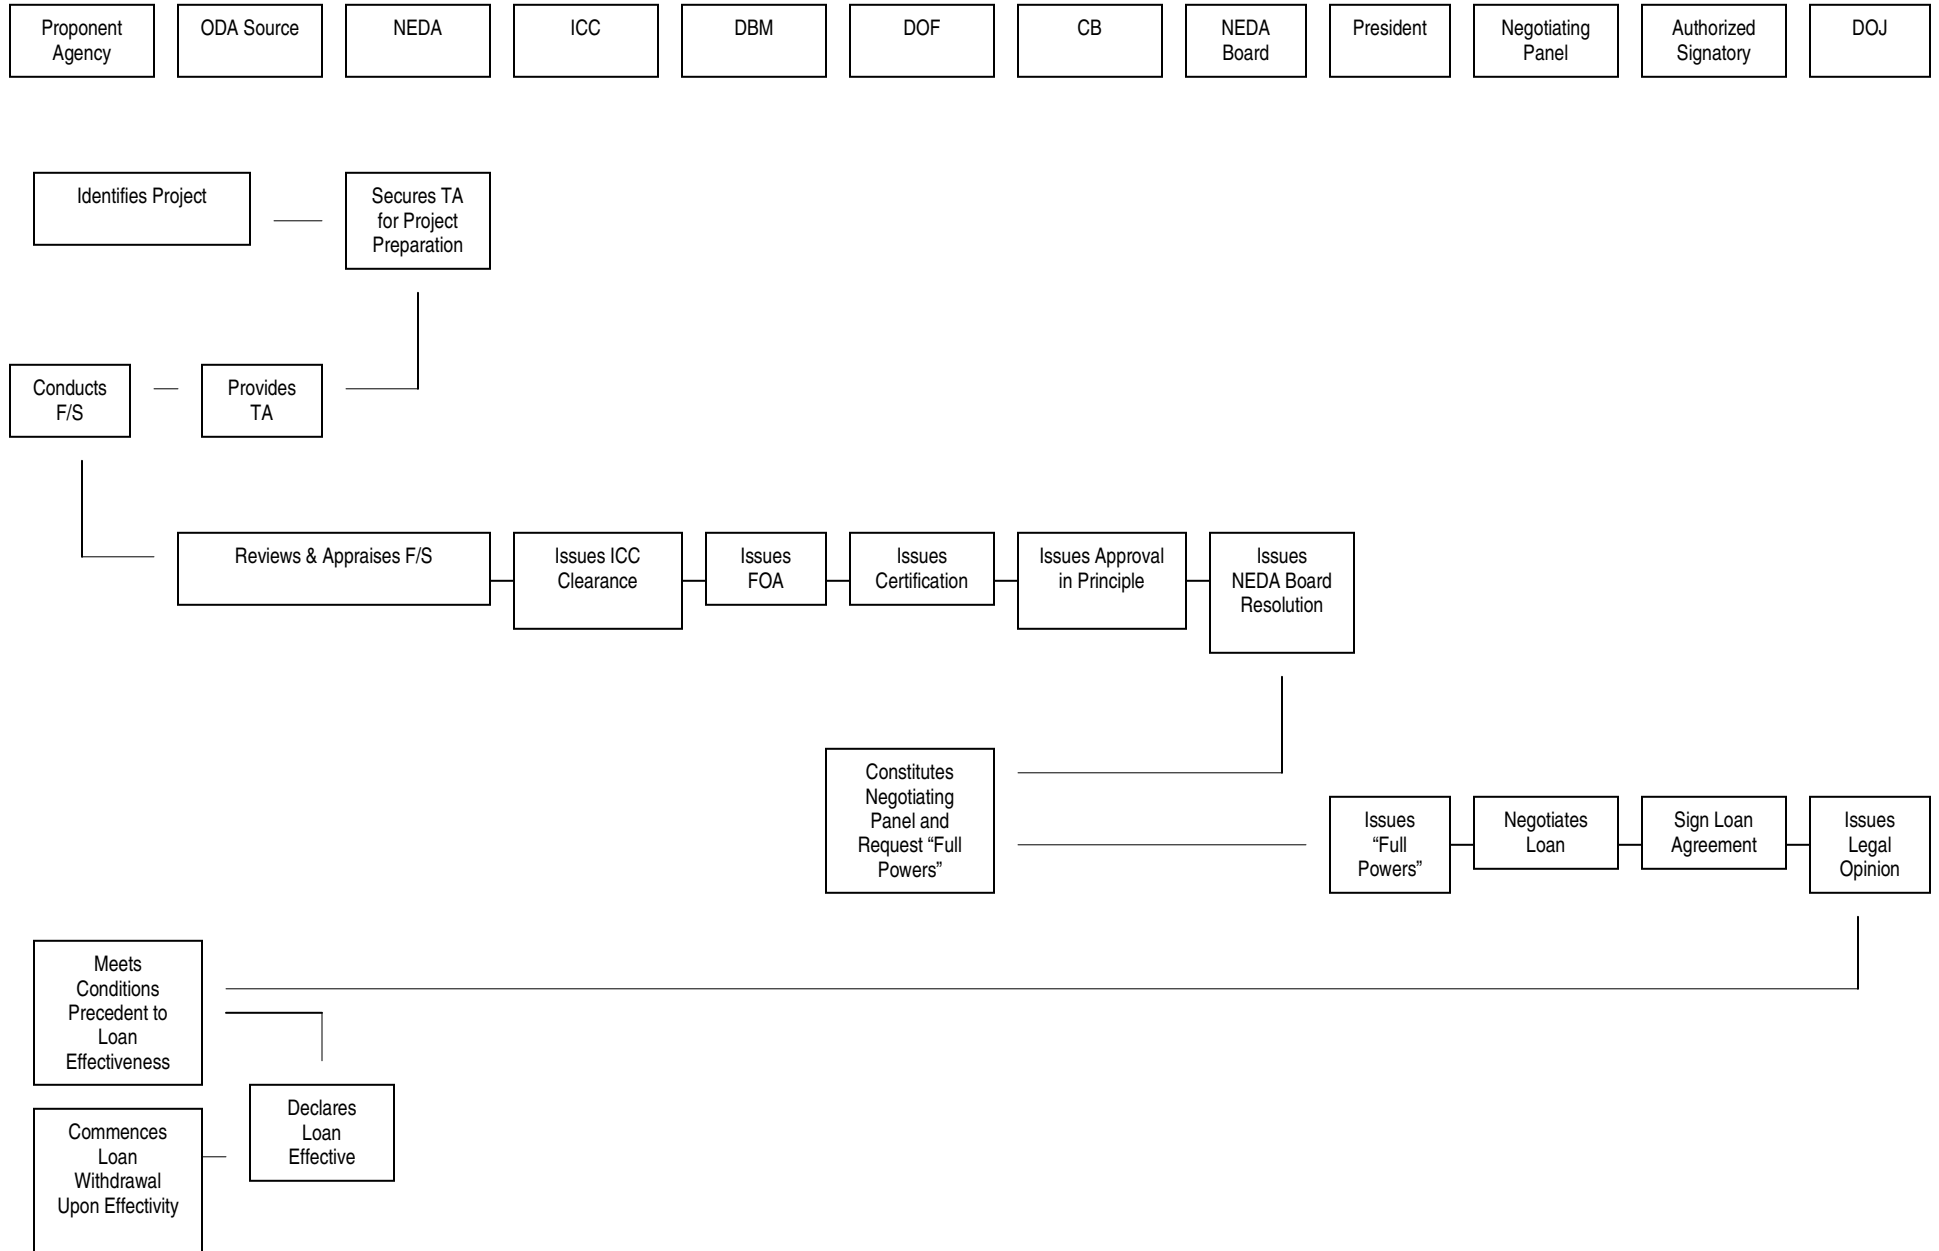 Proponent
Agency
ODA Source
NEDA
ICC
DBM
DOF
CB
NEDA
Board
President
Negotiating
Panel
Authorized
Signatory
DOJ
Identifies Project
Secures TA
for Project
Preparation
Conducts
F/S
Provides
TA
Reviews & Appraises F/S
Issues ICC
Clearance
Issues
FOA
Issues
Certification
Issues Approval
in Principle
Issues
NEDA Board
Resolution
Constitutes
Negotiating
Panel and
Request “Full
Powers”
Issues
“Full
Powers”
Negotiates
Loan
Sign Loan
Agreement
Issues
Legal
Opinion
Meets
Conditions
Precedent to
Loan
Effectiveness
Declares
Loan
Effective
Commences
Loan
Withdrawal
Upon Effectivity